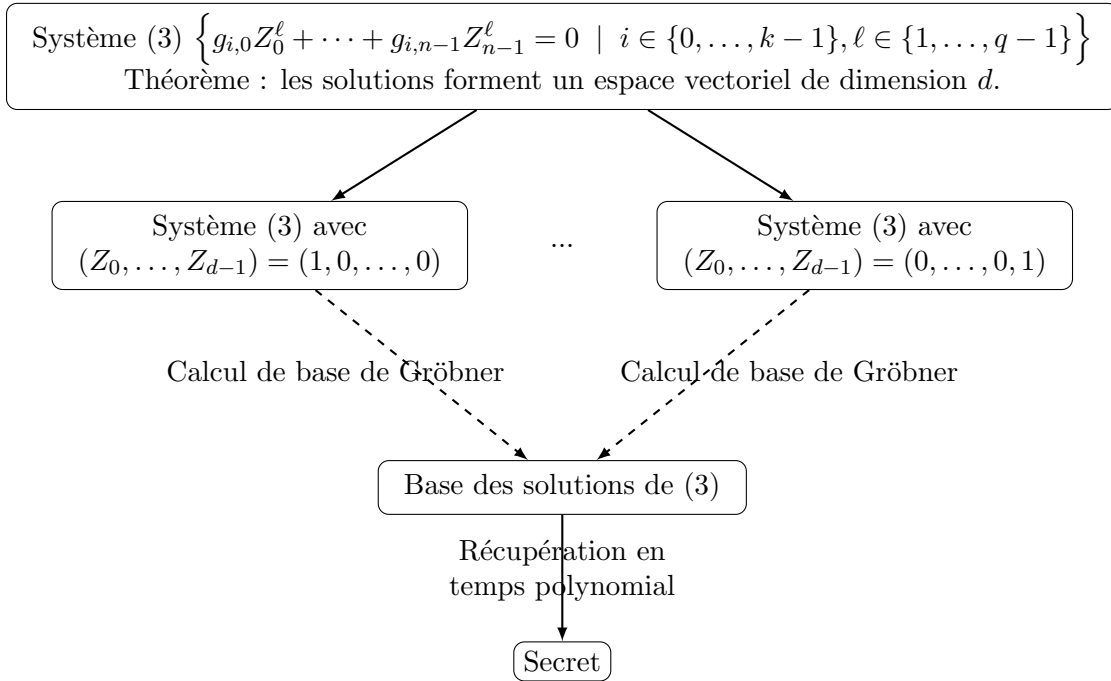 Système (3) { g_{i,0}Z_0^ℓ + ⋯ + g_{i,n−1}Z_{n−1}^ℓ = 0 | i ∈ {0, …, k − 1}, ℓ ∈ {1, …, q − 1} }
Théorème : les solutions forment un espace vectoriel de dimension d.
Système (3) avec
(Z_0, …, Z_{d−1}) = (1, 0, …, 0)
...
Système (3) avec
(Z_0, …, Z_{d−1}) = (0, …, 0, 1)
Calcul de base de Gröbner
Calcul de base de Gröbner
Base des solutions de (3)
Récupération en
temps polynomial
Secret